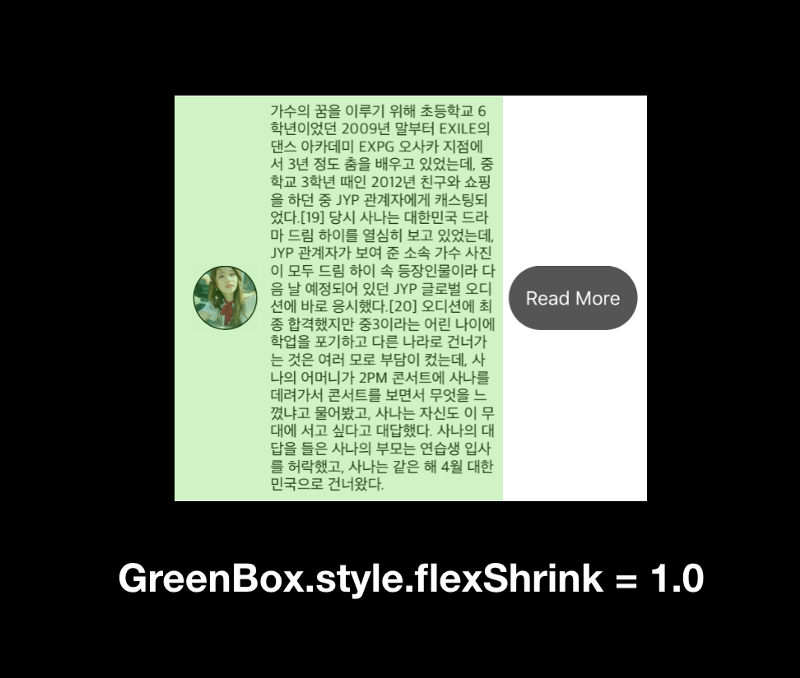 가수의 꿈을 이루기 위해 초등학교 6
학년이었던 2009년 말부터 EXILE의
댄스 아카데미 EXPG 오사카 지점에
서 3년 정도 춤을 배우고 있었는데, 중
학교 3학년 때인 2012년 친구와 쇼핑
을 하던 중 JYP 관계자에게 캐스팅되
었다.[19] 당시 사나는 대한민국 드라
마 드림 하이를 열심히 보고 있었는데,
JYP 관계자가 보여 준 소속 가수 사진
이 모두 드림 하이 속 등장인물이라 다
음 날 예정되어 있던 JYP 글로벌 오디
션에 바로 응시했다.[20] 오디션에 최
종 합격했지만 중3이라는 어린 나이에
학업을 포기하고 다른 나라로 건너가
는 것은 여러 모로 부담이 컸는데, 사
나의 어머니가 2PM 콘서트에 사나를
데려가서 콘서트를 보면서 무엇을 느
꼈냐고 물어봤고, 사나는 자신도 이 무
대에 서고 싶다고 대답했다. 사나의 대
답을 들은 사나의 부모는 연습생 입사
를 허락했고, 사나는 같은 해 4월 대한
민국으로 건너왔다.
Read More
GreenBox.style.flexShrink = 1.0